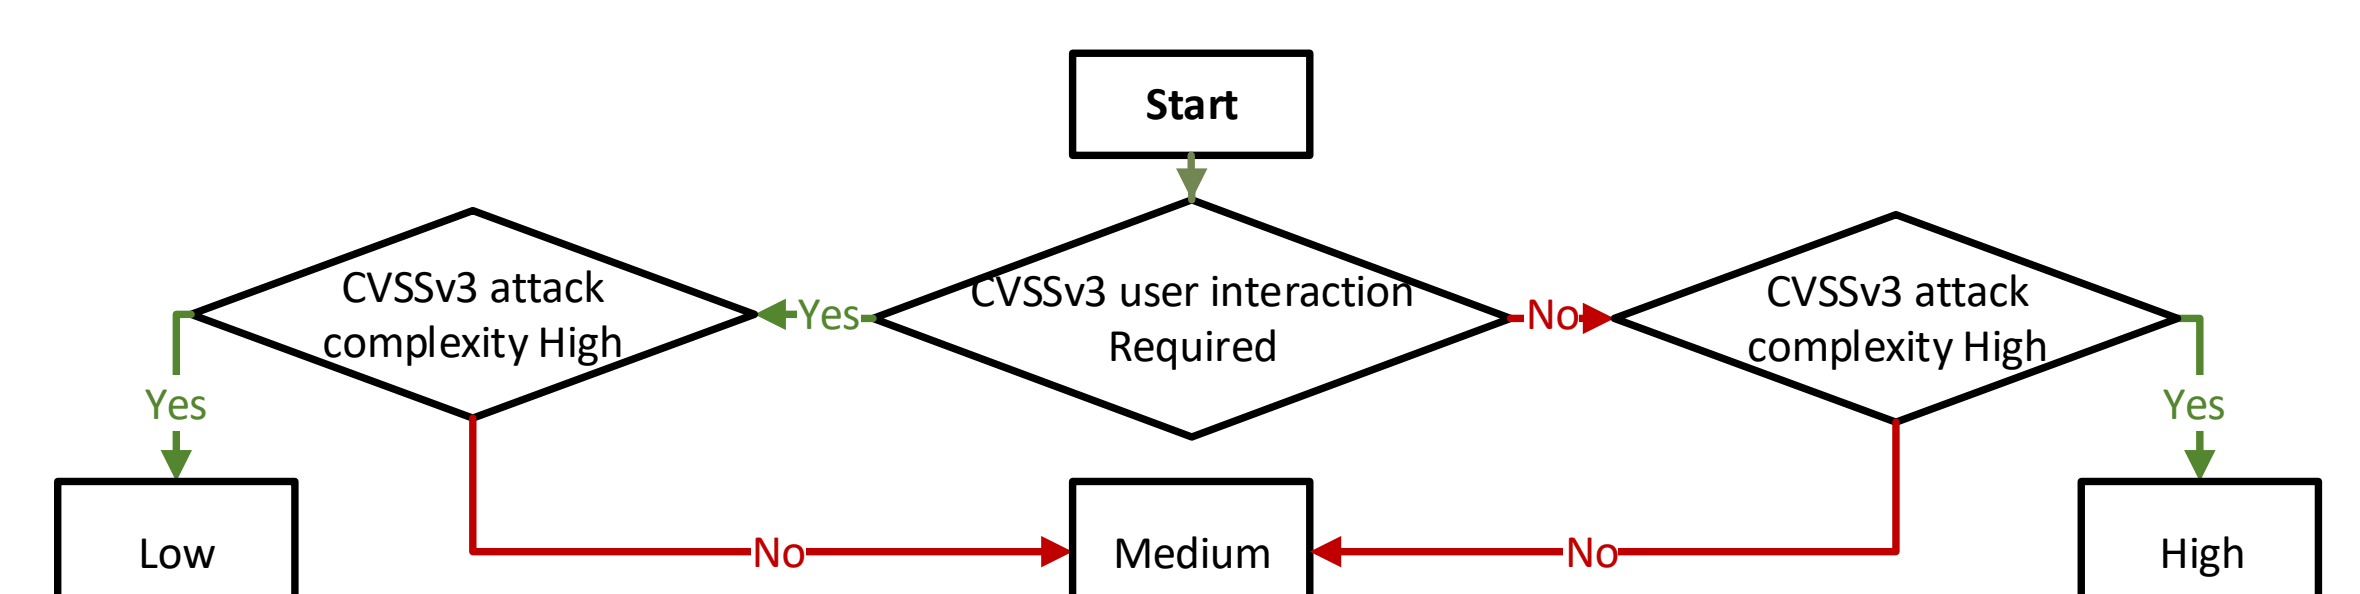 Start
CVSSv3 attack
complexity High
Yes
CVSSv3 user interaction
Required
No
CVSSv3 attack
complexity High
Yes
Yes
Low
No
Medium
No
High